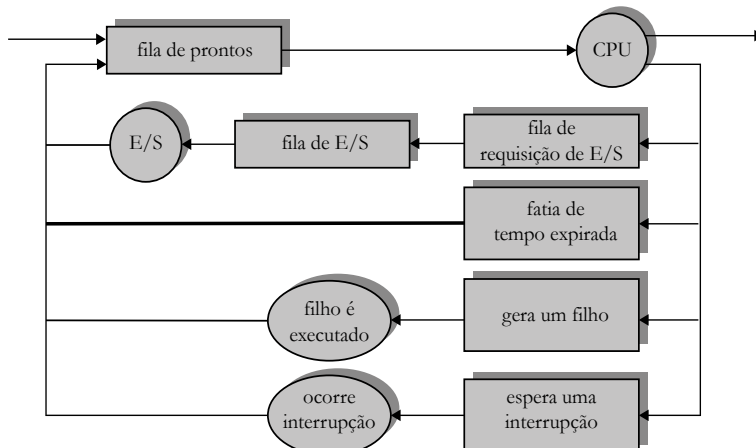 fila de prontos
CPU
E/S
fila de E/S
fila de
requisição de E/S
fatia de
tempo expirada
filho é
executado
gera um filho
ocorre
interrupção
espera uma
interrupção